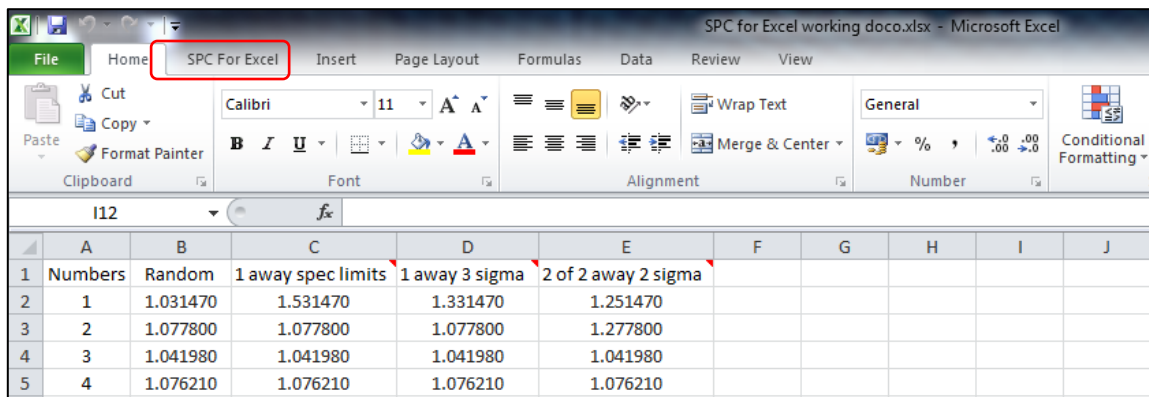 SPC for Excel working doco.xlsx - Microsoft Excel
File Home SPC For Excel Insert Page Layout Formulas Data Review View
Cut
Copy
Format Painter
Paste
Calibri 11 A A
B I U A
Wrap Text
Merge & Center
General
% , .0 .00 .00 .0
Conditional Formatting
Clipboard Font Alignment Number
I12 fx
A B C D E F G H I J
1 Numbers Random 1 away spec limits 1 away 3 sigma 2 of 2 away 2 sigma
2 1 1.031470 1.531470 1.331470 1.251470
3 2 1.077800 1.077800 1.077800 1.277800
4 3 1.041980 1.041980 1.041980 1.041980
5 4 1.076210 1.076210 1.076210 1.076210